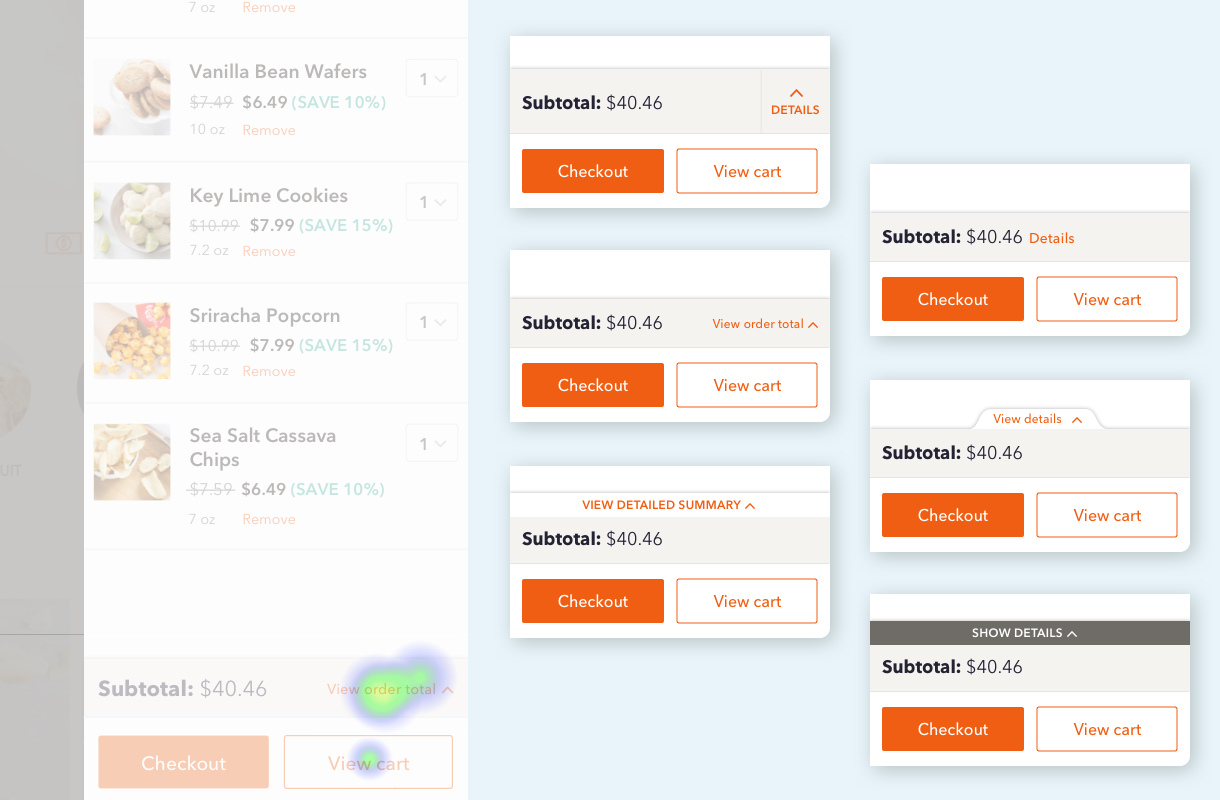 7 oz Remove
Vanilla Bean Wafers
1
$7.49 $6.49 (SAVE 10%)
10 oz Remove
Key Lime Cookies
1
$10.99 $7.99 (SAVE 15%)
7.2 oz Remove
Sriracha Popcorn
1
$10.99 $7.99 (SAVE 15%)
7.2 oz Remove
Sea Salt Cassava
Chips
1
$7.59 $6.49 (SAVE 10%)
7 oz Remove
UIT
Subtotal: $40.46 View order total
Checkout View cart
Subtotal: $40.46
DETAILS
Checkout View cart
Subtotal: $40.46 View order total
Checkout View cart
VIEW DETAILED SUMMARY
Subtotal: $40.46
Checkout View cart
Subtotal: $40.46 Details
Checkout View cart
View details
Subtotal: $40.46
Checkout View cart
SHOW DETAILS
Subtotal: $40.46
Checkout View cart